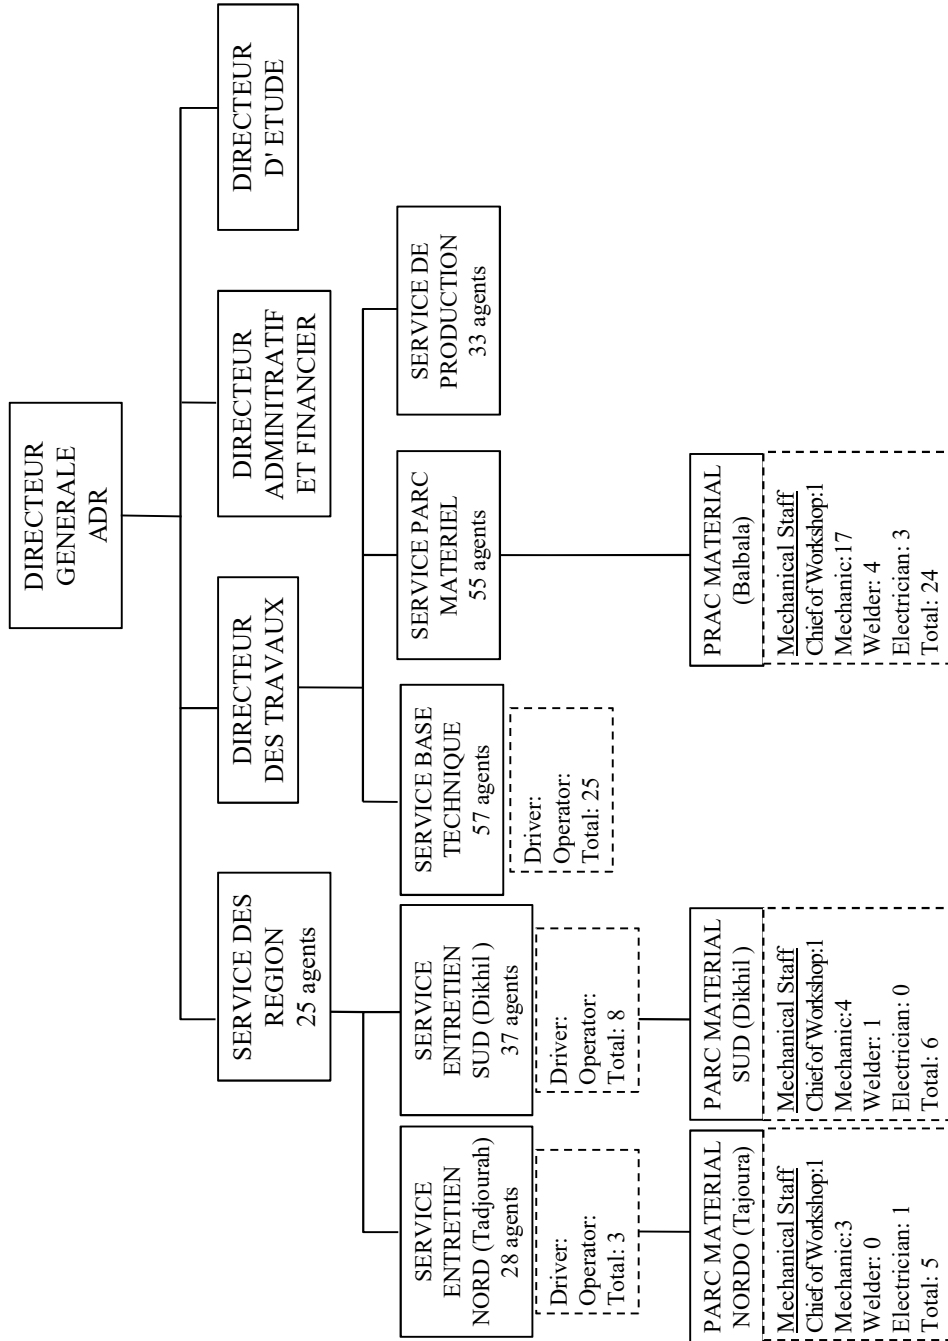 DIRECTEUR
GENERALE
ADR
SERVICE DES
REGION
25 agents
DIRECTEUR
DES TRAVAUX
DIRECTEUR
ADMINITRATIF
ET FINANCIER
DIRECTEUR
D' ETUDE
SERVICE
ENTRETIEN
NORD (Tadjourah)
28 agents
Driver:
Operator:
Total: 3
SERVICE
ENTRETIEN
SUD (Dikhil)
37 agents
Driver:
Operator:
Total: 8
SERVICE BASE
TECHNIQUE
57 agents
Driver:
Operator:
Total: 25
SERVICE PARC
MATERIEL
55 agents
SERVICE DE
PRODUCTION
33 agents
PARC MATERIAL
NORDO (Tajoura)
Mechanical Staff
Chief of Workshop:1
Mechanic:3
Welder: 0
Electrician: 1
Total: 5
PARC MATERIAL
SUD (Dikhil )
Mechanical Staff
Chief of Workshop:1
Mechanic:4
Welder: 1
Electrician: 0
Total: 6
PRAC MATERIAL
(Balbala)
Mechanical Staff
Chief of Workshop:1
Mechanic:17
Welder: 4
Electrician: 3
Total: 24